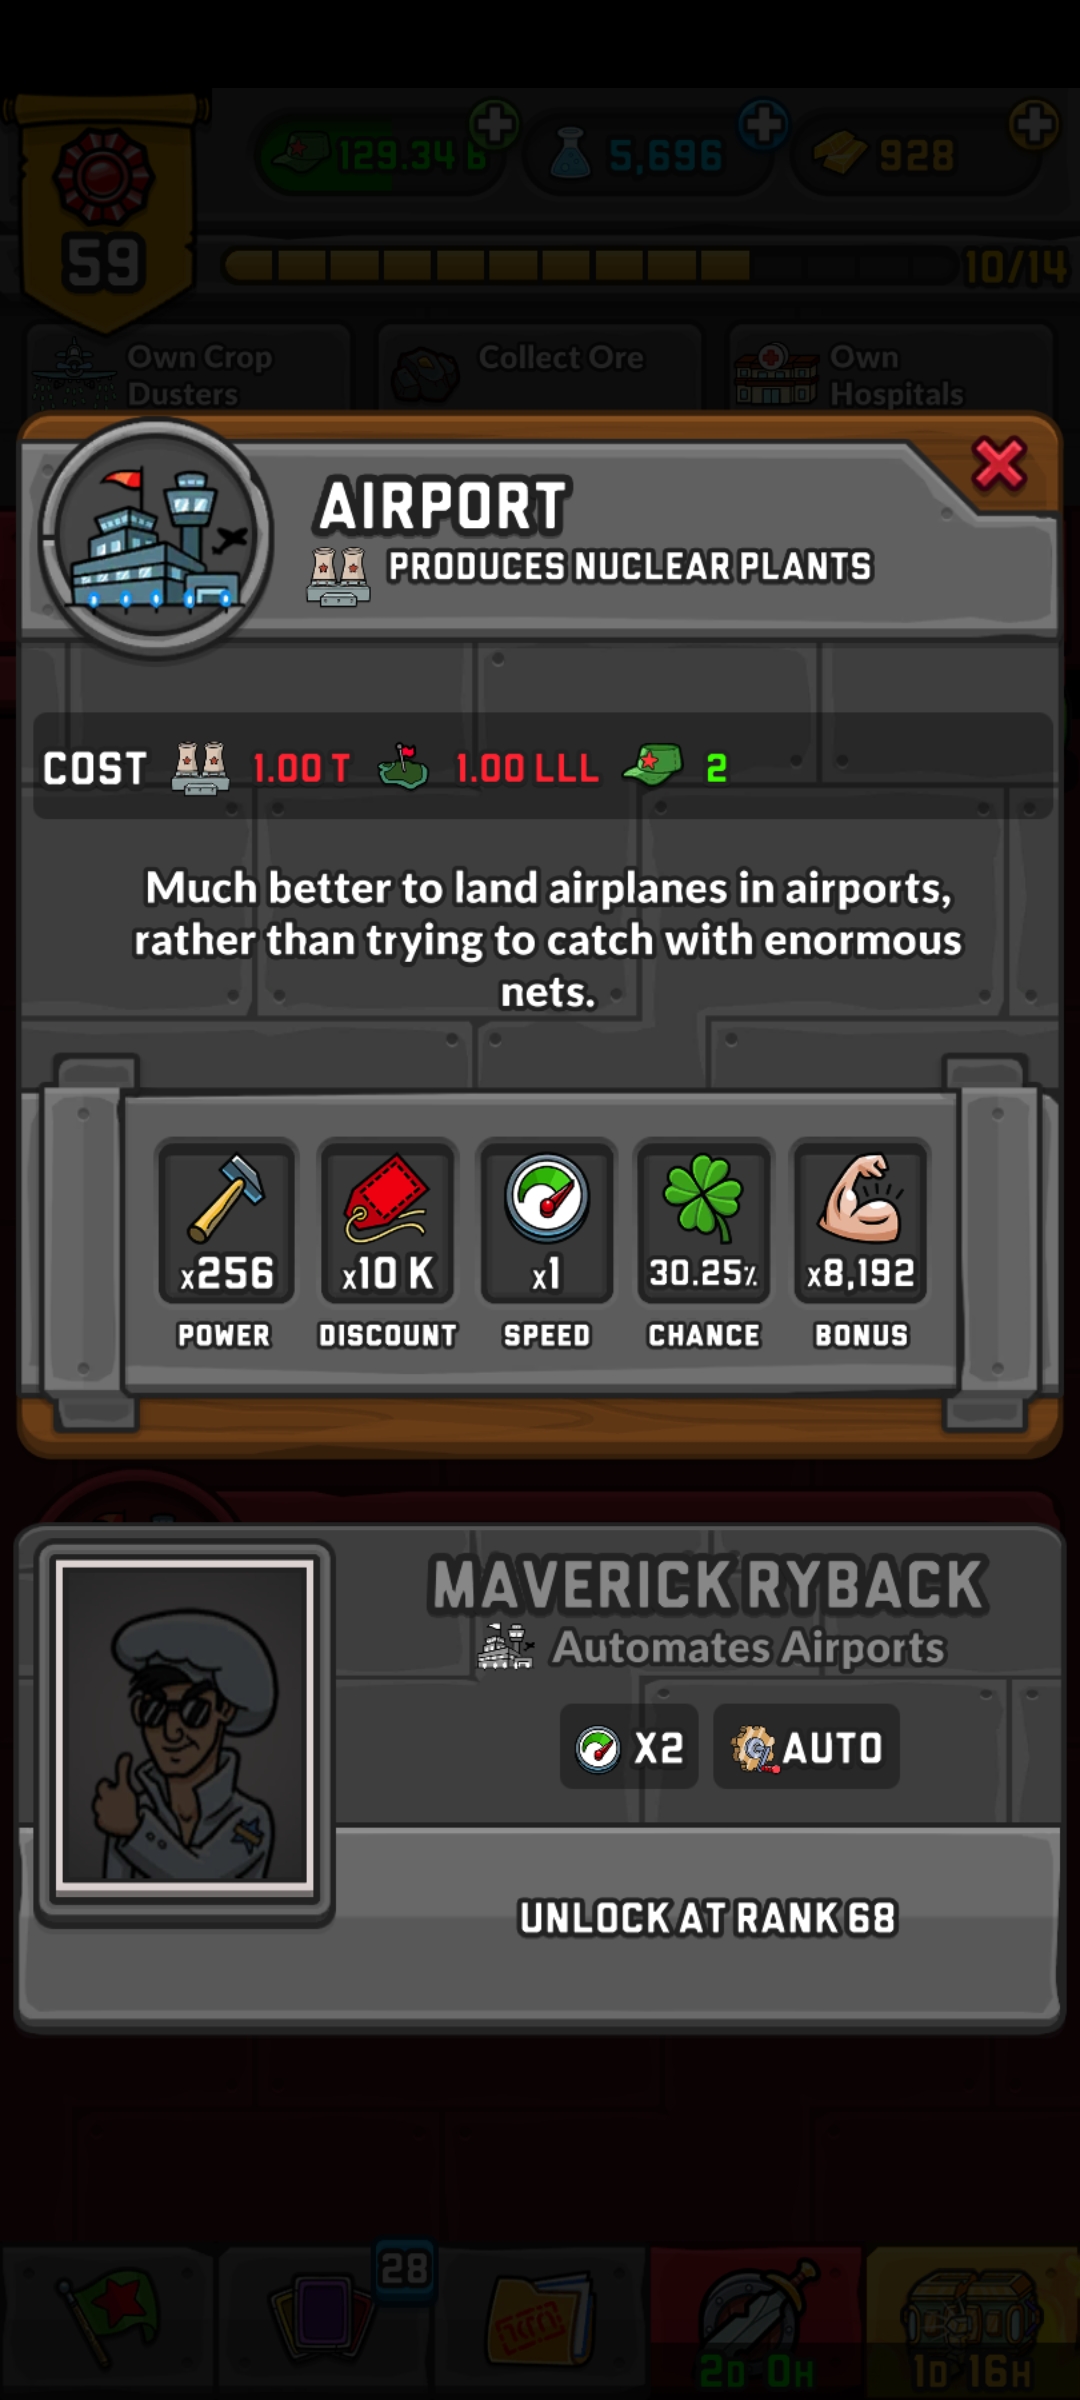 129.34 b
5,696
928
59
10/14
Own Crop
Dusters
Collect Ore
Own
Hospitals
AIRPORT
PRODUCES NUCLEAR PLANTS
COST 1.00 T 1.00 LLL 2
Much better to land airplanes in airports,
rather than trying to catch with enormous
nets.
x256
x10 K
x1
30.25%
x8,192
POWER
DISCOUNT
SPEED
CHANCE
BONUS
MAVERICK RYBACK
Automates Airports
X2
AUTO
UNLOCK AT RANK 68
28
2D 0H
1D 16H